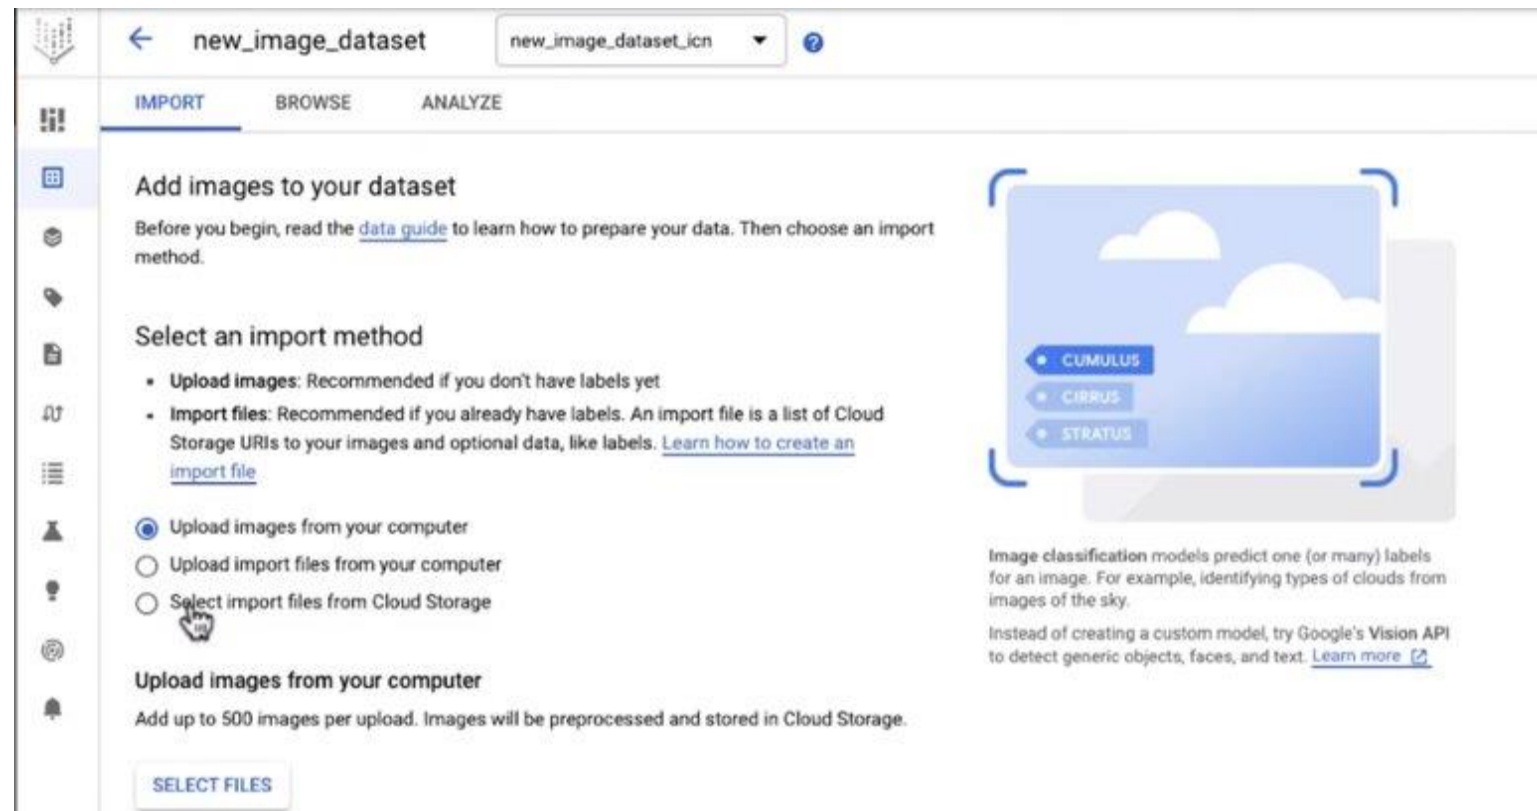 new_image_dataset
new_image_dataset_icn
IMPORT
BROWSE
ANALYZE
Add images to your dataset
Before you begin, read the data guide to learn how to prepare your data. Then choose an import
method.
Select an import method
• Upload images: Recommended if you don't have labels yet
• Import files: Recommended if you already have labels. An import file is a list of Cloud
Storage URIs to your images and optional data, like labels. Learn how to create an
import file
Upload images from your computer
Upload import files from your computer
Select import files from Cloud Storage
Upload images from your computer
Add up to 500 images per upload. Images will be preprocessed and stored in Cloud Storage.
SELECT FILES
CUMULUS
CIRRUS
STRATUS
Image classification models predict one (or many) labels
for an image. For example, identifying types of clouds from
images of the sky.
Instead of creating a custom model, try Google's Vision API
to detect generic objects, faces, and text. Learn more